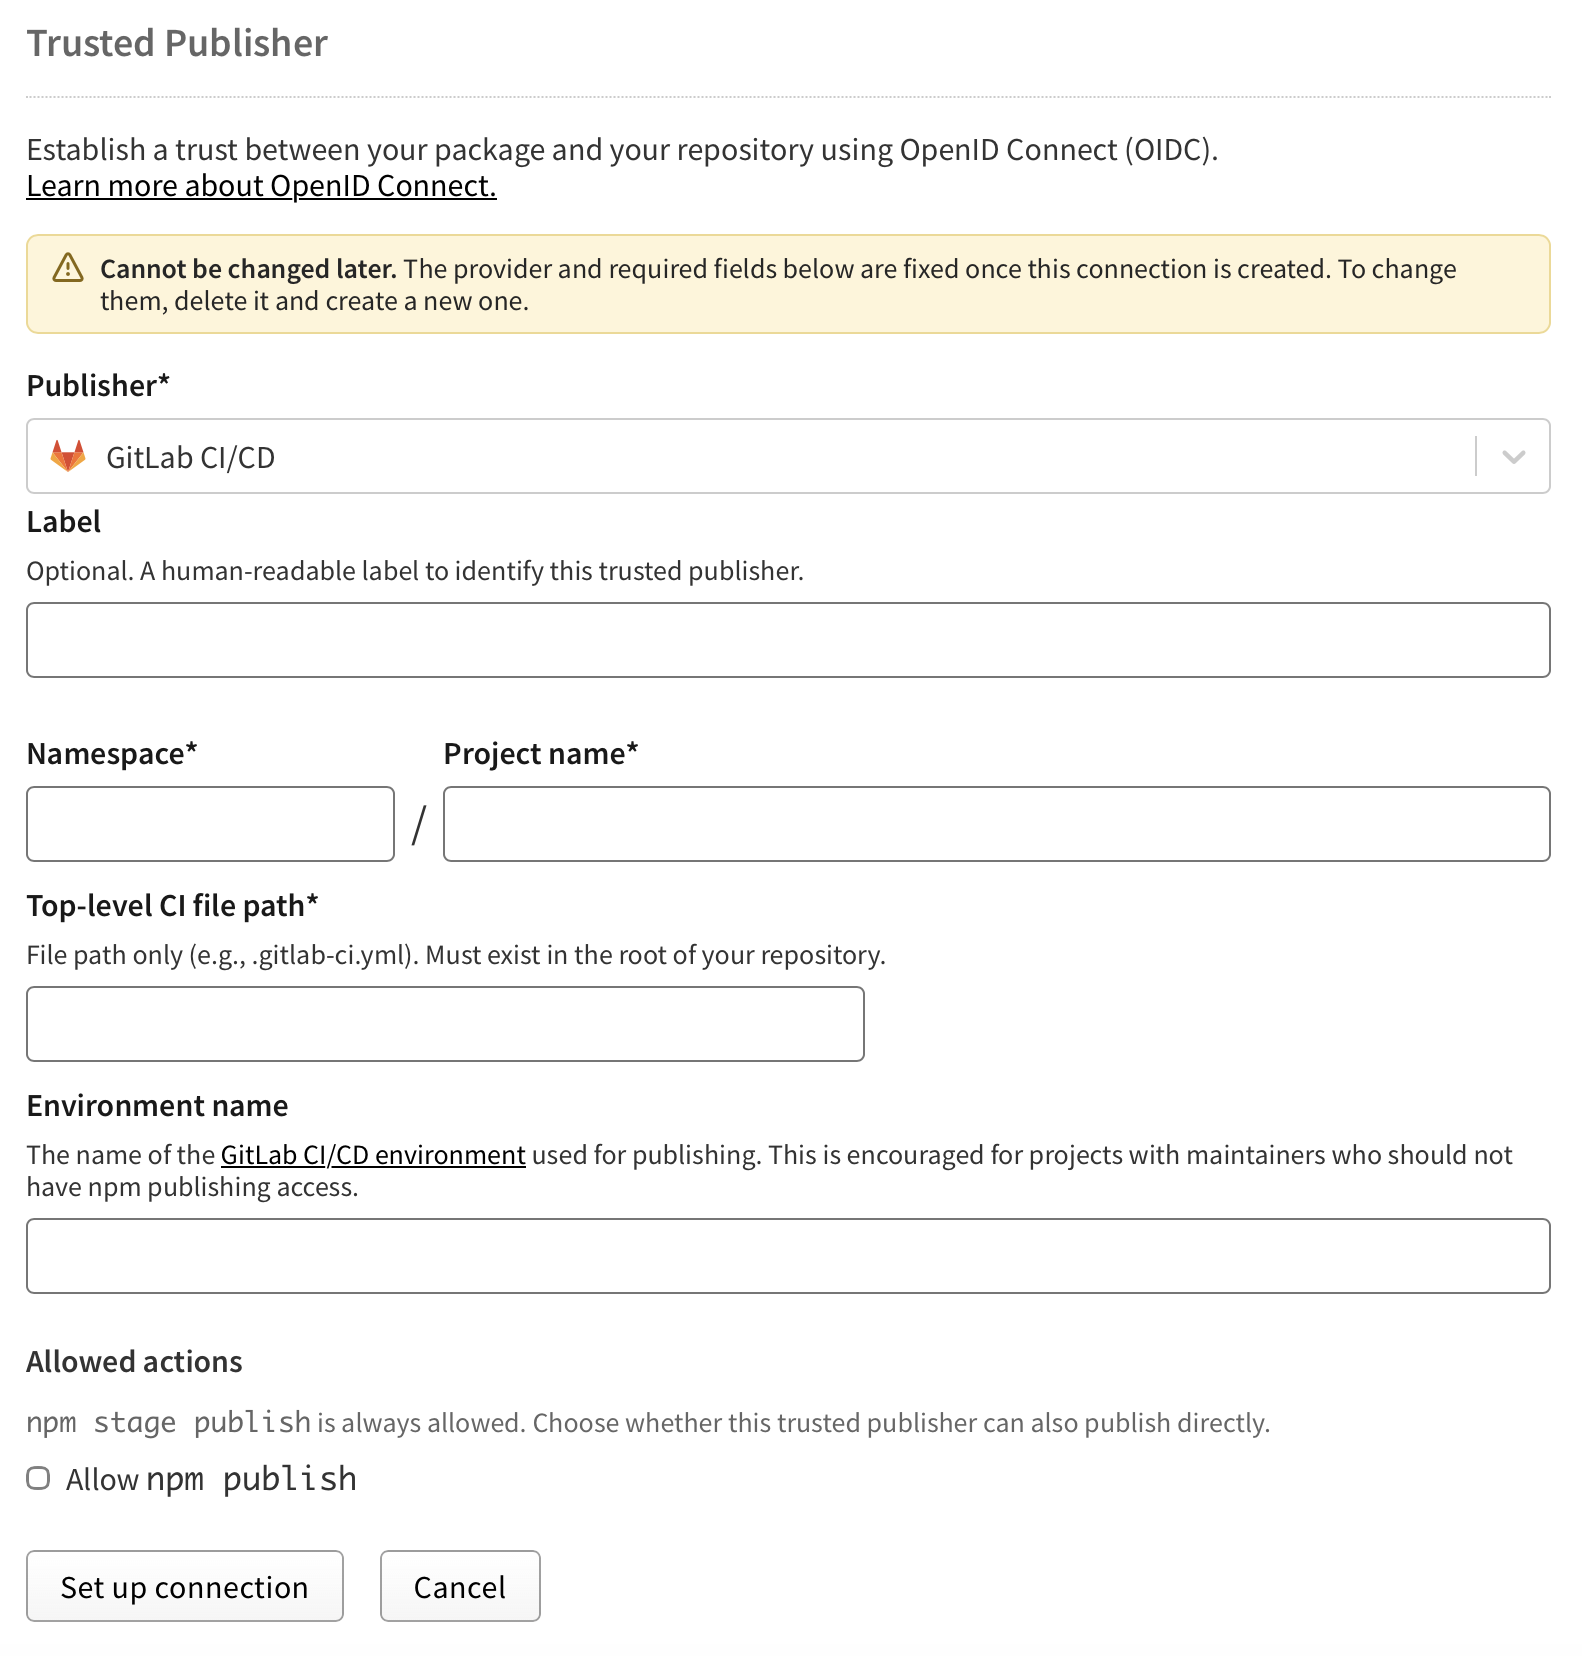 Trusted Publisher
Establish a trust between your package and your repository using OpenID Connect (OIDC).
Learn more about OpenID Connect.
Cannot be changed later. The provider and required fields below are fixed once this connection is created. To change
them, delete it and create a new one.
Publisher*
GitLab CI/CD
Label
Optional. A human-readable label to identify this trusted publisher.
Namespace* Project name*
/
Top-level CI file path*
File path only (e.g., .gitlab-ci.yml). Must exist in the root of your repository.
Environment name
The name of the GitLab CI/CD environment used for publishing. This is encouraged for projects with maintainers who should not
have npm publishing access.
Allowed actions
npm stage publish is always allowed. Choose whether this trusted publisher can also publish directly.
Allow npm publish
Set up connection Cancel